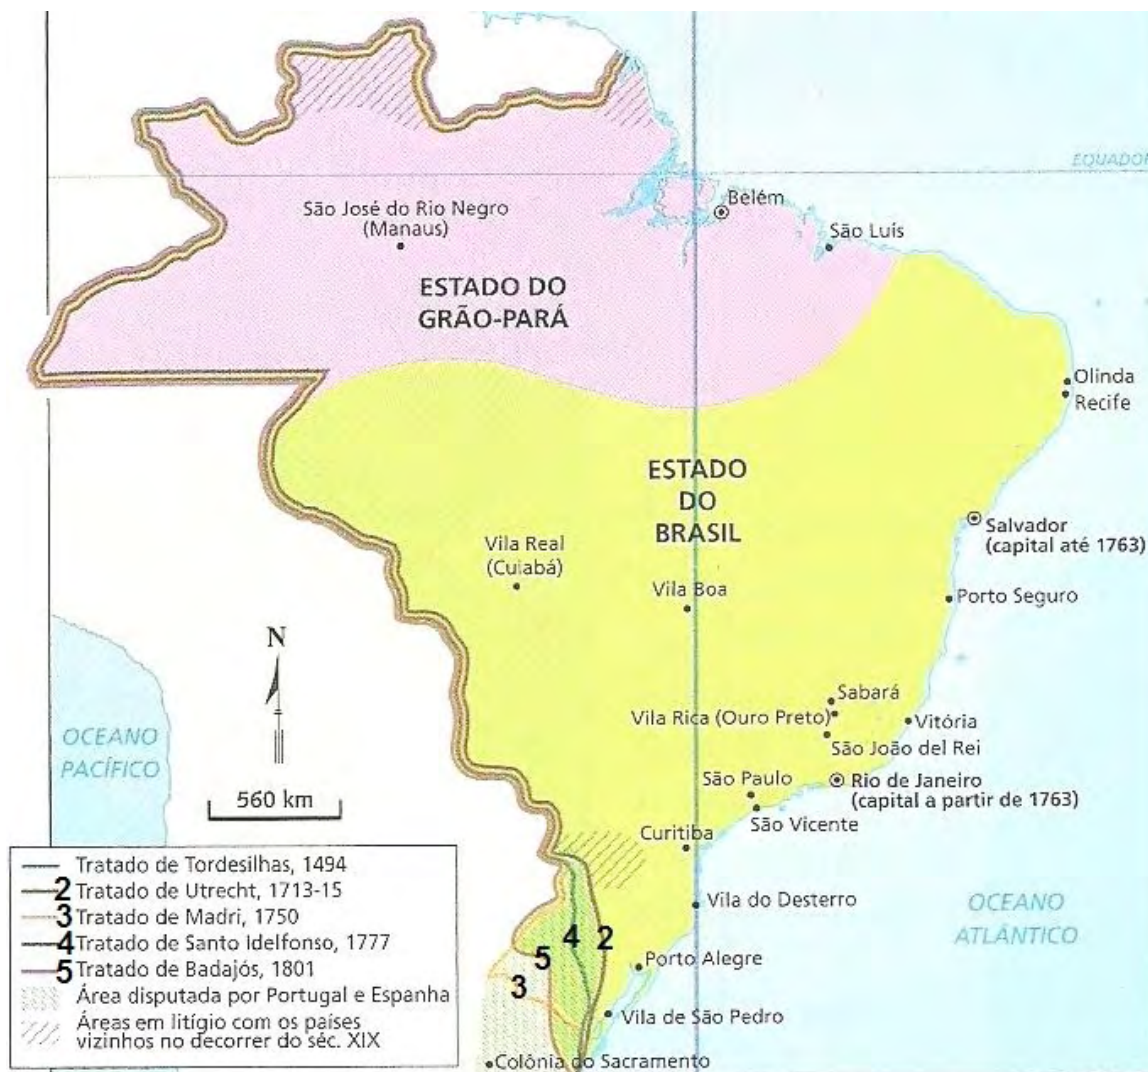 EQUADOR
Belém
São José do Rio Negro
(Manaus)
São Luís
ESTADO DO
GRÃO-PARÁ
Olinda
Recife
ESTADO
DO
BRASIL
Salvador
(capital até 1763)
Vila Real
(Cuiabá)
Vila Boa
Porto Seguro
N
Sabará
Vila Rica (Ouro Preto)
Vitória
São João del Rei
OCEANO
PACÍFICO
São Paulo
Rio de Janeiro
(capital a partir de 1763)
560 km
São Vicente
Curitiba
Tratado de Tordesilhas, 1494
2 Tratado de Utrecht, 1713-15
3 Tratado de Madri, 1750
4 Tratado de Santo Idelfonso, 1777
5 Tratado de Badajós, 1801
Área disputada por Portugal e Espanha
Áreas em litígio com os países
vizinhos no decorrer do séc. XIX
Vila do Desterro
OCEANO
ATLÂNTICO
4 2
5
3
Porto Alegre
Vila de São Pedro
Colônia do Sacramento